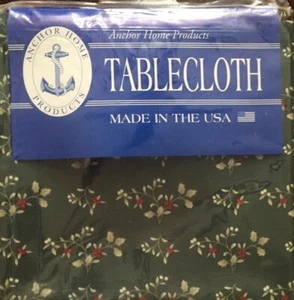 Anchor Home Products
ANCHOR HOME
PRODUCTS
TABLECLOTH
MADE IN THE USA